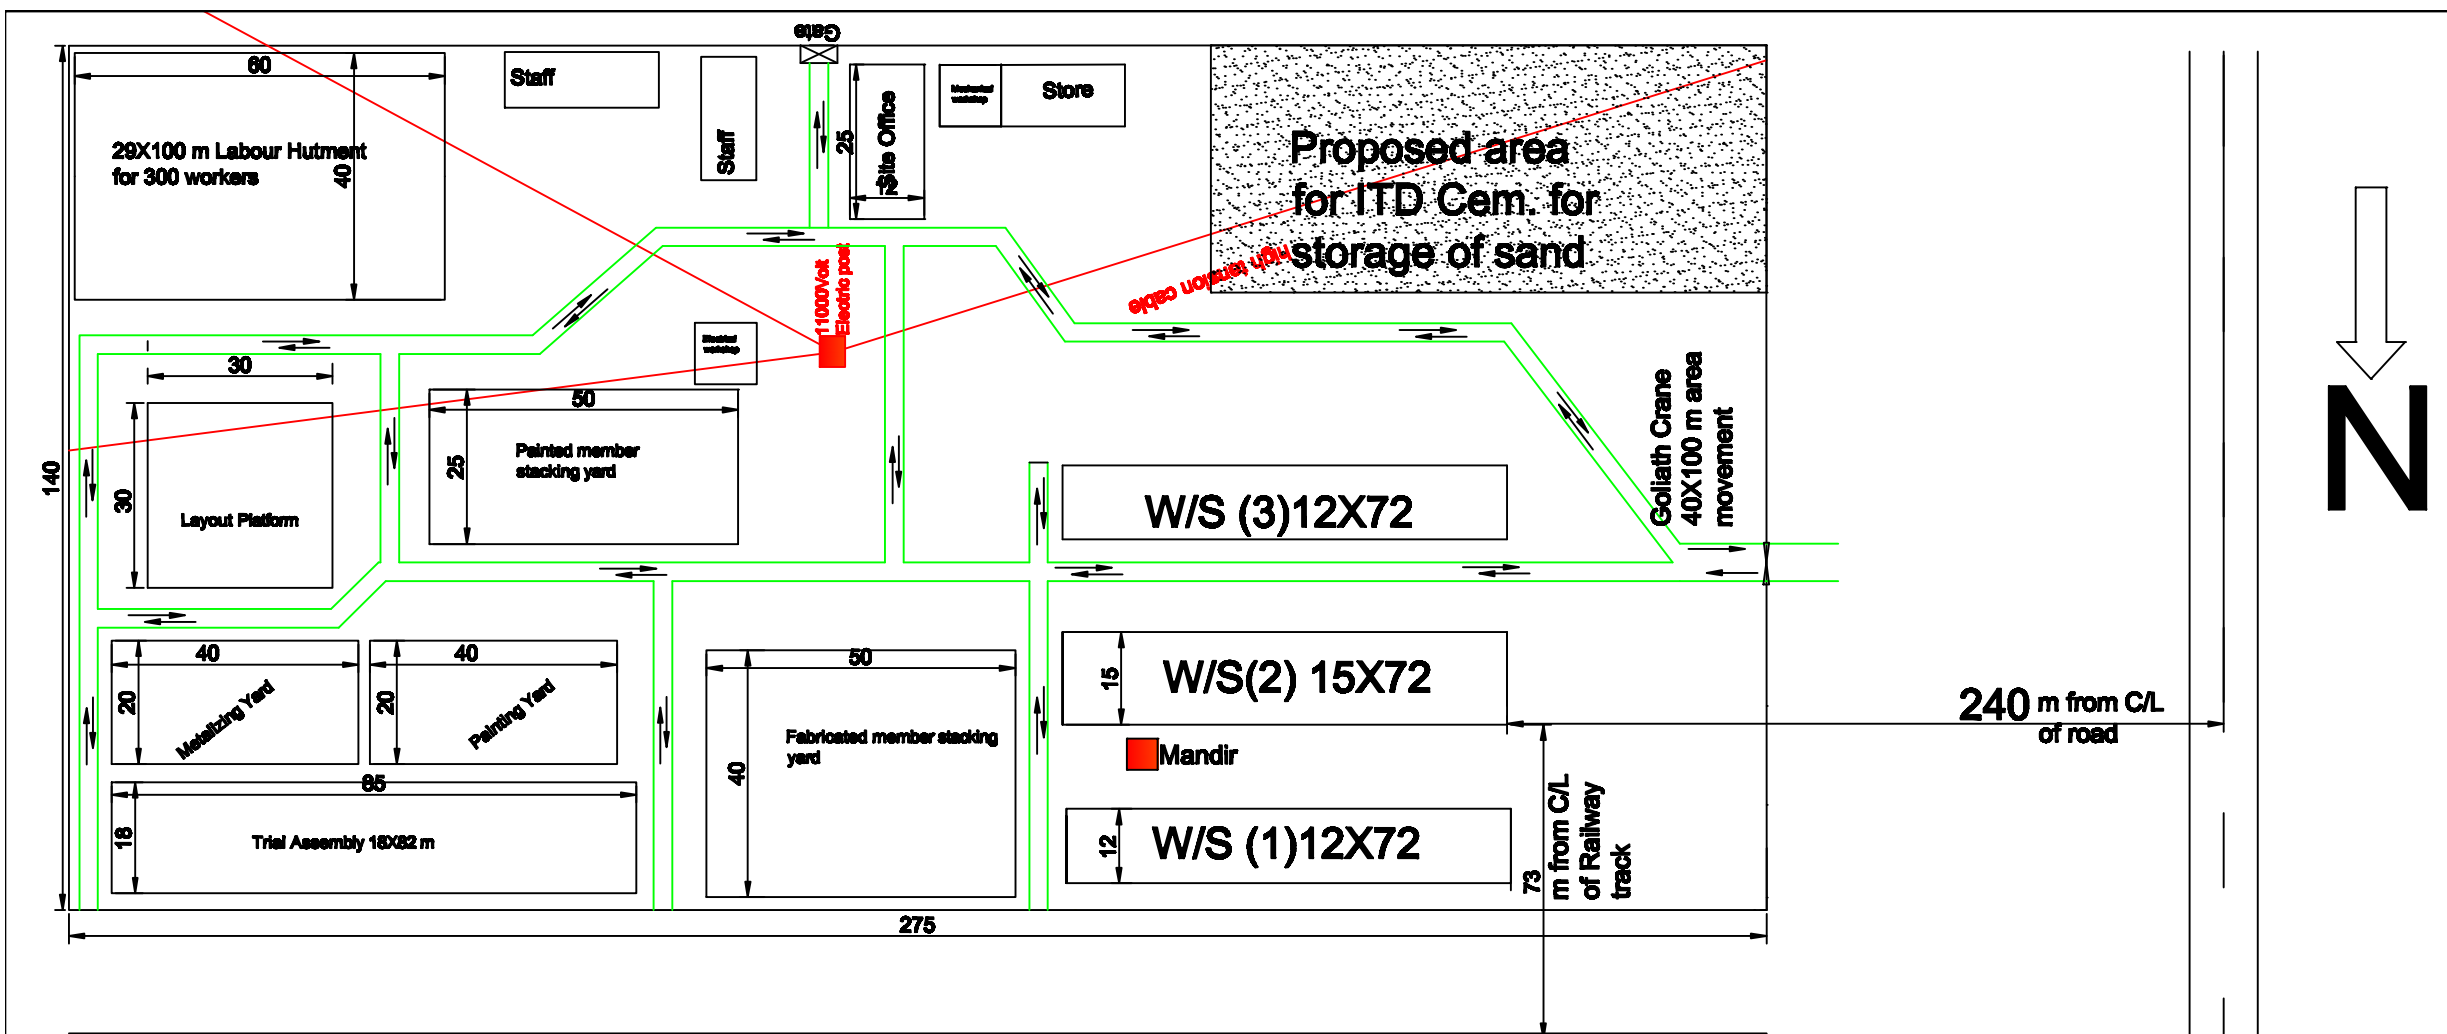 Gate
60
40
29X100 m Labour Hutment
for 300 workers
Staff
Staff
25
Site Office
12
Mechanical
workshop
Store
Proposed area
for ITD Cem. for
storage of sand
high tension cable
11000Volt
Electric post
Electrical
workshop
140
30
30
Layout Platform
50
25
Painted member
stacking yard
W/S (3)12X72
Goliath Crane
40X100 m area
movement
N
40
20
Metalizing Yard
40
20
Painting Yard
50
40
Fabricated member stacking
yard
15
W/S(2) 15X72
Mandir
240 m from C/L
of road
85
18
Trial Assembly 18X82 m
12
W/S (1)12X72
73
m from C/L
of Railway
track
275